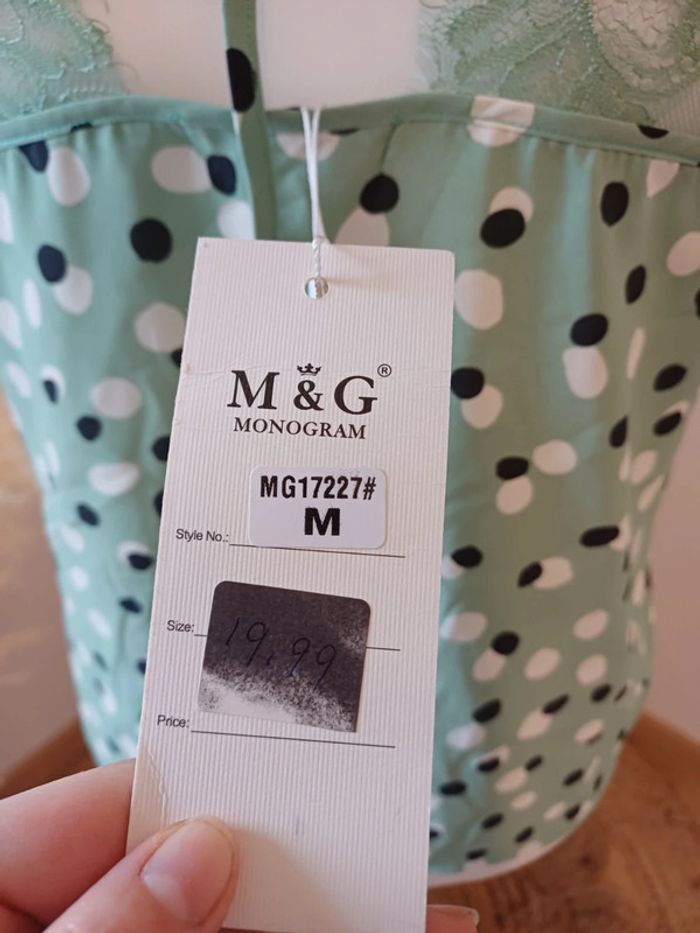 M & G®
MONOGRAM
MG17227#
M
Style No.:
Size:
19.99
Price: